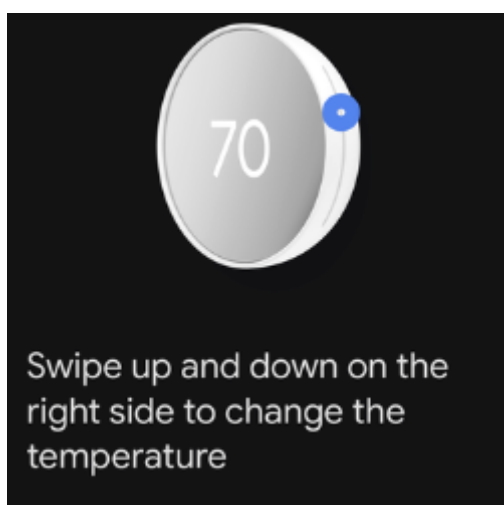 70
Swipe up and down on the
right side to change the
temperature